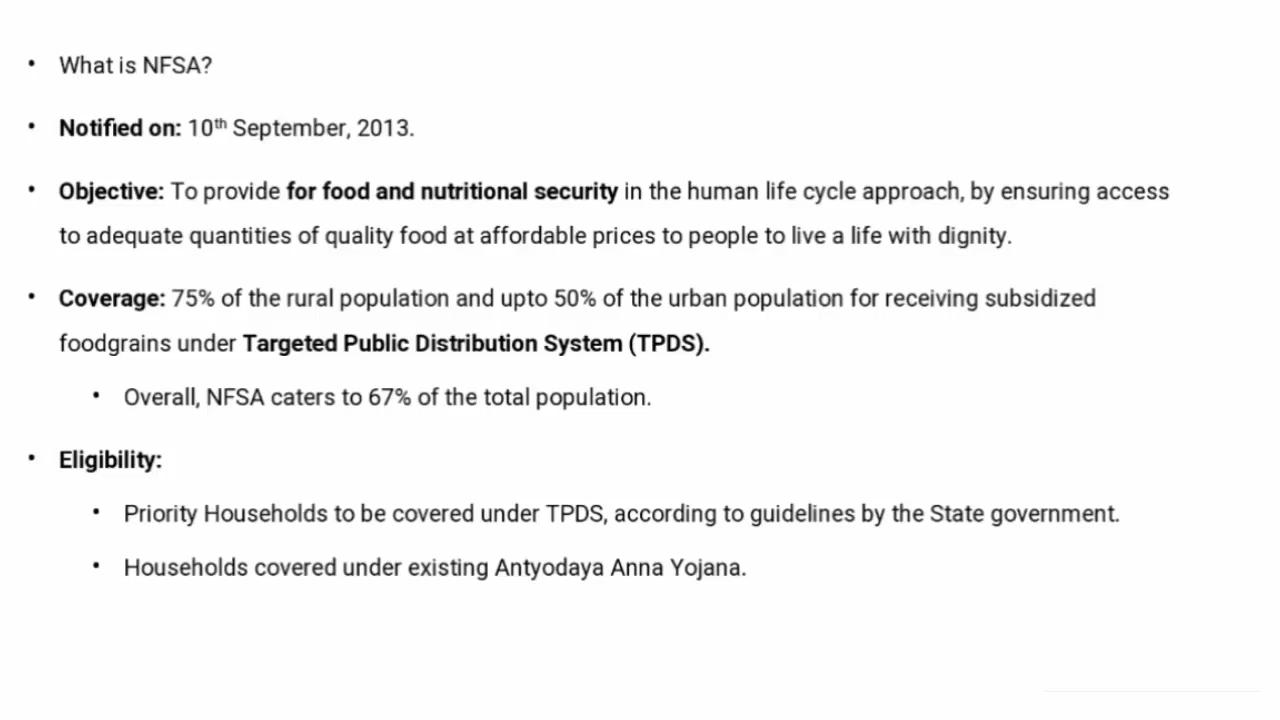 • What is NFSA?
• Notified on: 10th September, 2013.
• Objective: To provide for food and nutritional security in the human life cycle approach, by ensuring access
to adequate quantities of quality food at affordable prices to people to live a life with dignity.
• Coverage: 75% of the rural population and upto 50% of the urban population for receiving subsidized
foodgrains under Targeted Public Distribution System (TPDS).
• Overall, NFSA caters to 67% of the total population.
• Eligibility:
• Priority Households to be covered under TPDS, according to guidelines by the State government.
• Households covered under existing Antyodaya Anna Yojana.